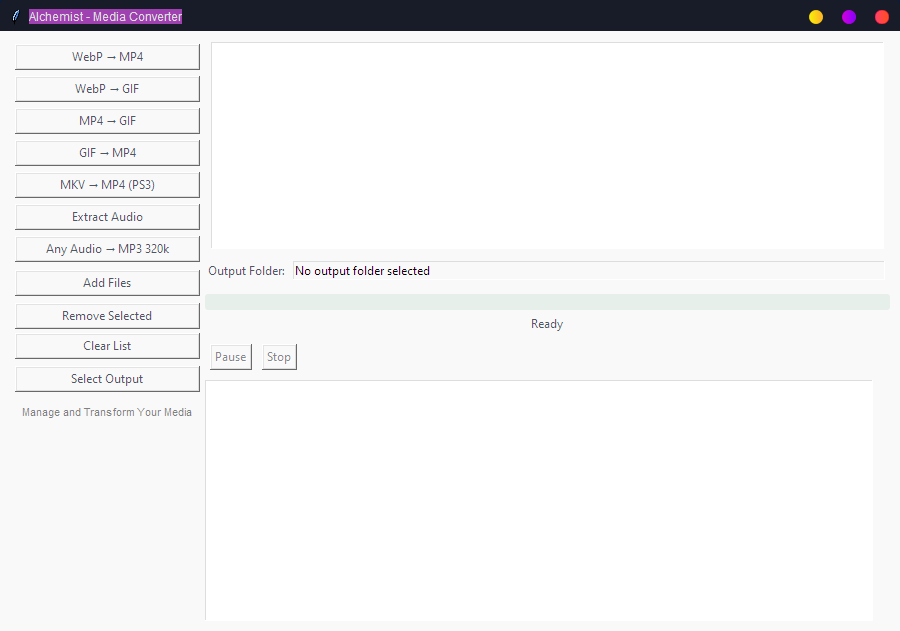 Alchemist - Media Converter
WebP → MP4
WebP → GIF
MP4 → GIF
GIF → MP4
MKV → MP4 (PS3)
Extract Audio
Any Audio → MP3 320k
Add Files
Remove Selected
Clear List
Select Output
Manage and Transform Your Media
Output Folder: No output folder selected
Ready
Pause Stop